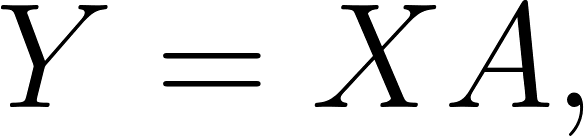 Y = XA,